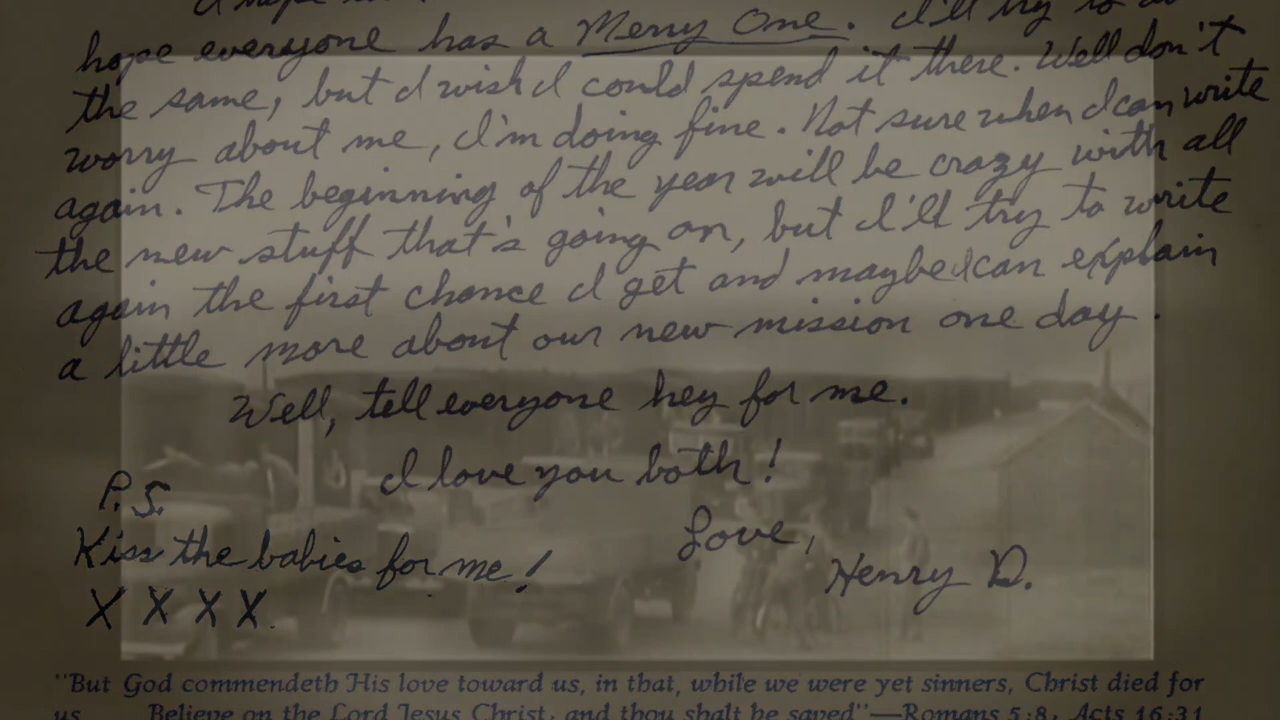 hope everyone has a Merry One. I'll try to
the same, but I wish I could spend it there. Well don't
worry about me, I'm doing fine. Not sure when I can write
again. The beginning of the year will be crazy with all
the new stuff that's going on, but I'll try to write
again the first chance I get and maybe I can explain
a little more about our new mission one day.
Well, tell everyone hey for me.
I love you both!
P.S.
Love,
Kiss the babies for me!
Henry D.
X X X X.
"But God commendeth His love toward us, in that, while we were yet sinners, Christ died for
us. Believe on the Lord Jesus Christ, and thou shalt be saved"—Romans 5:8, Acts 16:31